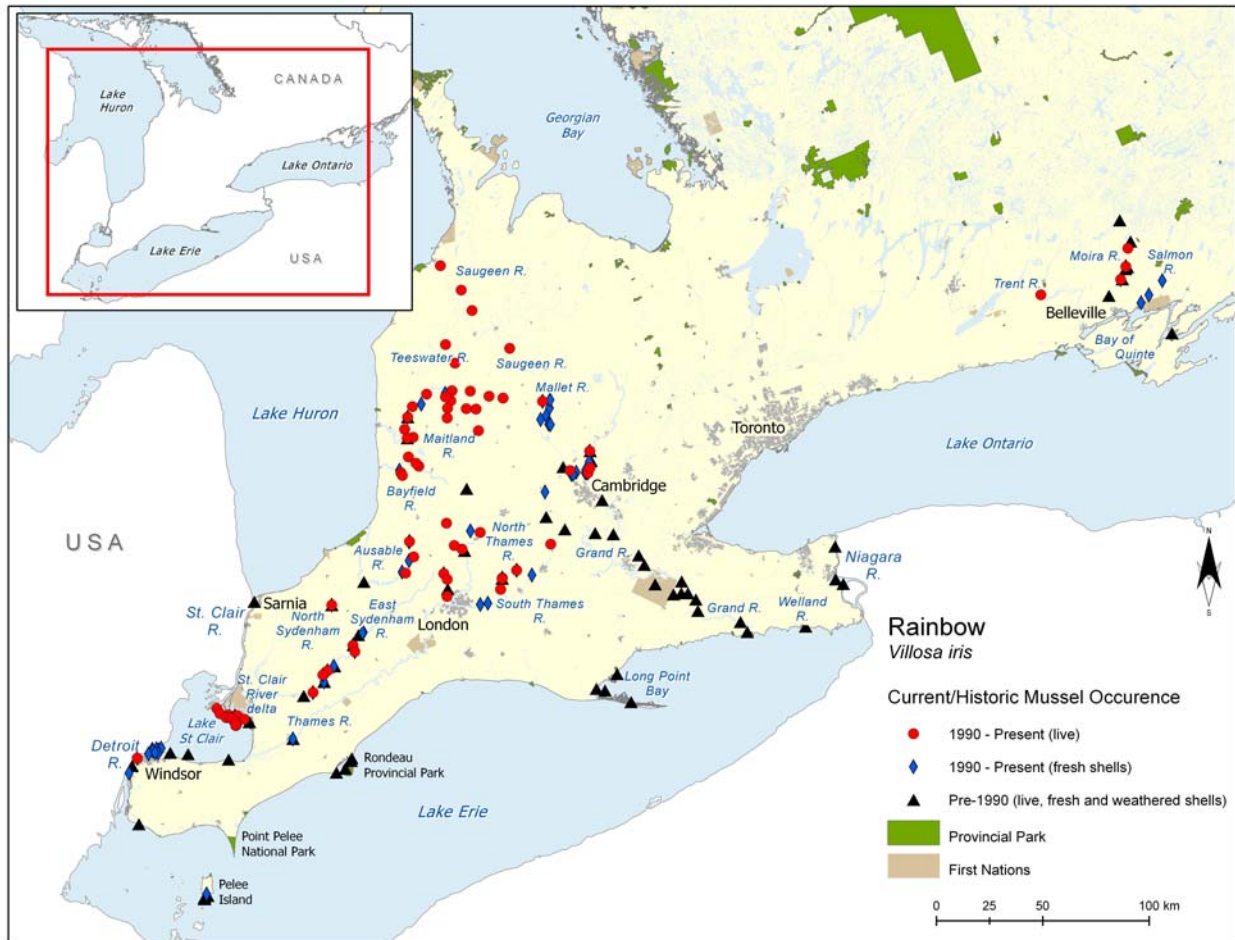 CANADA
Lake
Huron
Lake Ontario
Lake Erie
USA
Georgian
Bay
Saugeen R.
Moira R.
Salmon
R.
Trent R.
Belleville
Bay of
Quinte
Teeswater R.
Saugeen R.
Mallet R.
Lake Huron
Maitland
R.
Toronto
Lake Ontario
Cambridge
Bayfield
R.
USA
Ausable
R.
North
Thames
R.
Grand R.
Niagara
R.
N
S
Sarnia
St. Clair
R.
North
Sydenham
R.
East
Sydenham
R.
London
South Thames
R.
Grand R.
Welland
R.
St. Clair
River
delta
Lake
St Clair
Thames R.
Long Point
Bay
Detroit
R.
Windsor
Rondeau
Provincial Park
Lake Erie
Point Pelee
National Park
Pelee
Island
Rainbow
Villosa iris
Current/Historic Mussel Occurence
1990 - Present (live)
1990 - Present (fresh shells)
Pre-1990 (live, fresh and weathered shells)
Provincial Park
First Nations
0 25 50 100 km